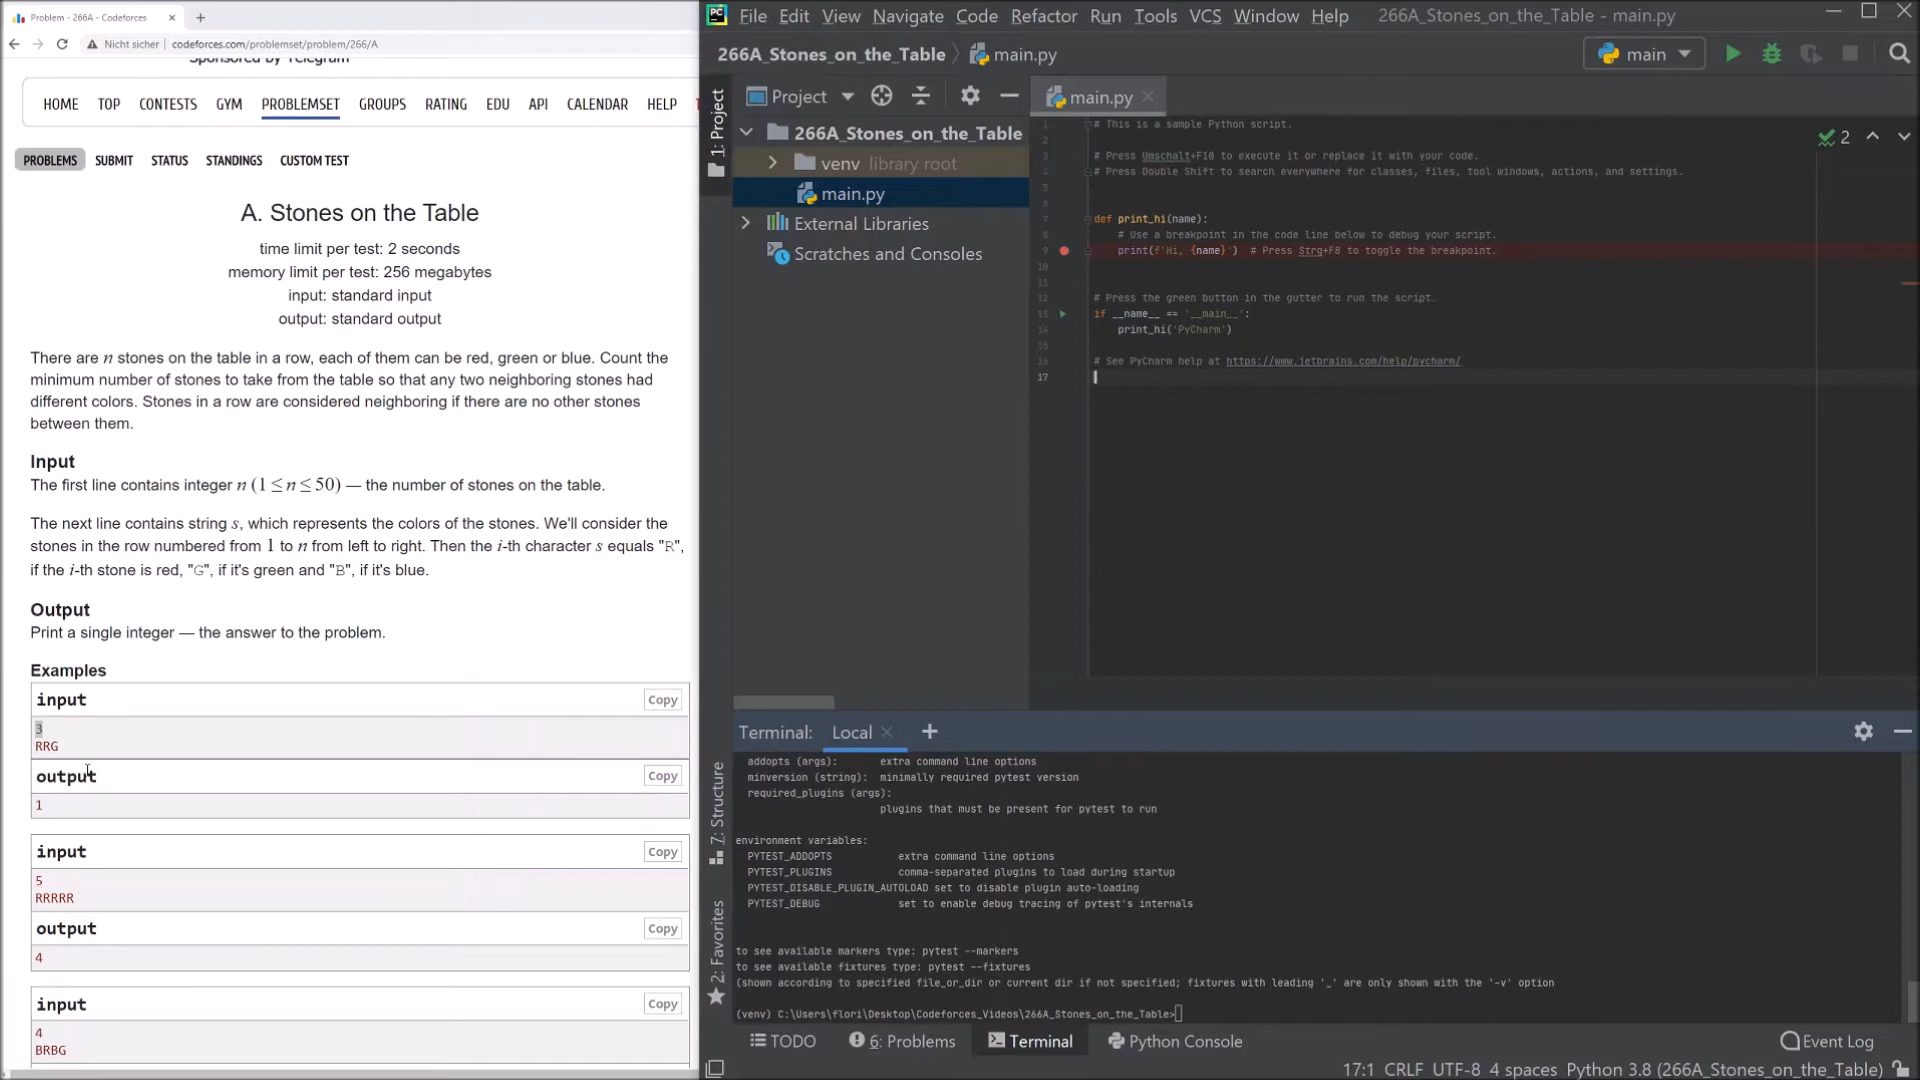 Problem - 266A - Codeforces
Nicht sicher
codeforces.com/problemset/problem/266/A
Sponsored by Telegram
HOME TOP CONTESTS GYM PROBLEMSET GROUPS RATING EDU API CALENDAR HELP
PROBLEMS SUBMIT STATUS STANDINGS CUSTOM TEST
A. Stones on the Table
time limit per test: 2 seconds
memory limit per test: 256 megabytes
input: standard input
output: standard output
There are n stones on the table in a row, each of them can be red, green or blue. Count the
minimum number of stones to take from the table so that any two neighboring stones had
different colors. Stones in a row are considered neighboring if there are no other stones
between them.
Input
The first line contains integer n (1 ≤ n ≤ 50) — the number of stones on the table.
The next line contains string s, which represents the colors of the stones. We'll consider the
stones in the row numbered from 1 to n from left to right. Then the i-th character s equals "R",
if the i-th stone is red, "G", if it's green and "B", if it's blue.
Output
Print a single integer — the answer to the problem.
Examples
input Copy
3
RRG
output Copy
1
input Copy
5
RRRRR
output Copy
4
input Copy
4
BRBG
PC File Edit View Navigate Code Refactor Run Tools VCS Window Help 266A_Stones_on_the_Table - main.py
266A_Stones_on_the_Table main.py main
1: Project
Project
266A_Stones_on_the_Table
venv library root
main.py
External Libraries
Scratches and Consoles
main.py
2
1 # This is a sample Python script.
2
3 # Press Umschalt+F10 to execute it or replace it with your code.
4 # Press Double Shift to search everywhere for classes, files, tool windows, actions, and settings.
5
6
7 def print_hi(name):
8 # Use a breakpoint in the code line below to debug your script.
9 print(f'Hi, {name}') # Press Strg+F8 to toggle the breakpoint.
10
11
12 # Press the green button in the gutter to run the script.
13 if __name__ == '__main__':
14 print_hi('PyCharm')
15
16 # See PyCharm help at https://www.jetbrains.com/help/pycharm/
17
Terminal: Local
addopts (args): extra command line options
minversion (string): minimally required pytest version
required_plugins (args):
plugins that must be present for pytest to run
environment variables:
PYTEST_ADDOPTS extra command line options
PYTEST_PLUGINS comma-separated plugins to load during startup
PYTEST_DISABLE_PLUGIN_AUTOLOAD set to disable plugin auto-loading
PYTEST_DEBUG set to enable debug tracing of pytest's internals
to see available markers type: pytest --markers
to see available fixtures type: pytest --fixtures
(shown according to specified file_or_dir or current dir if not specified; fixtures with leading '_' are only shown with the '-v' option
(venv) C:\Users\flori\Desktop\Codeforces_Videos\266A_Stones_on_the_Table>
7: Structure
2: Favorites
TODO 6: Problems Terminal Python Console Event Log
17:1 CRLF UTF-8 4 spaces Python 3.8 (266A_Stones_on_the_Table)